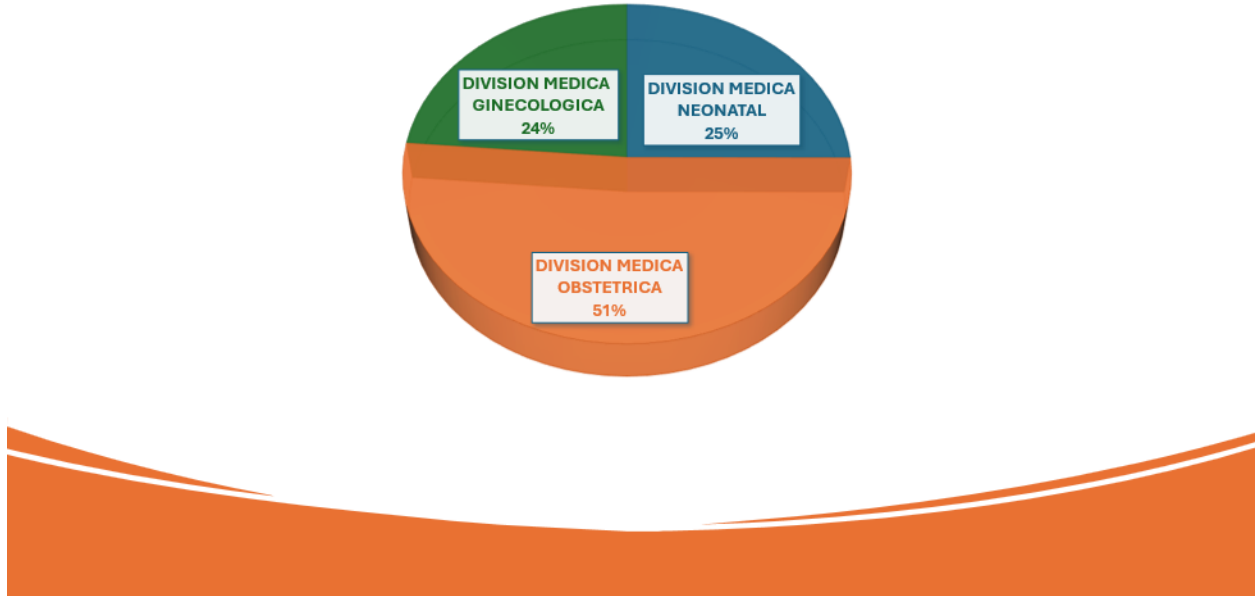 DIVISION MEDICA
GINECOLOGICA
24%
DIVISION MEDICA
NEONATAL
25%
DIVISION MEDICA
OBSTETRICA
51%